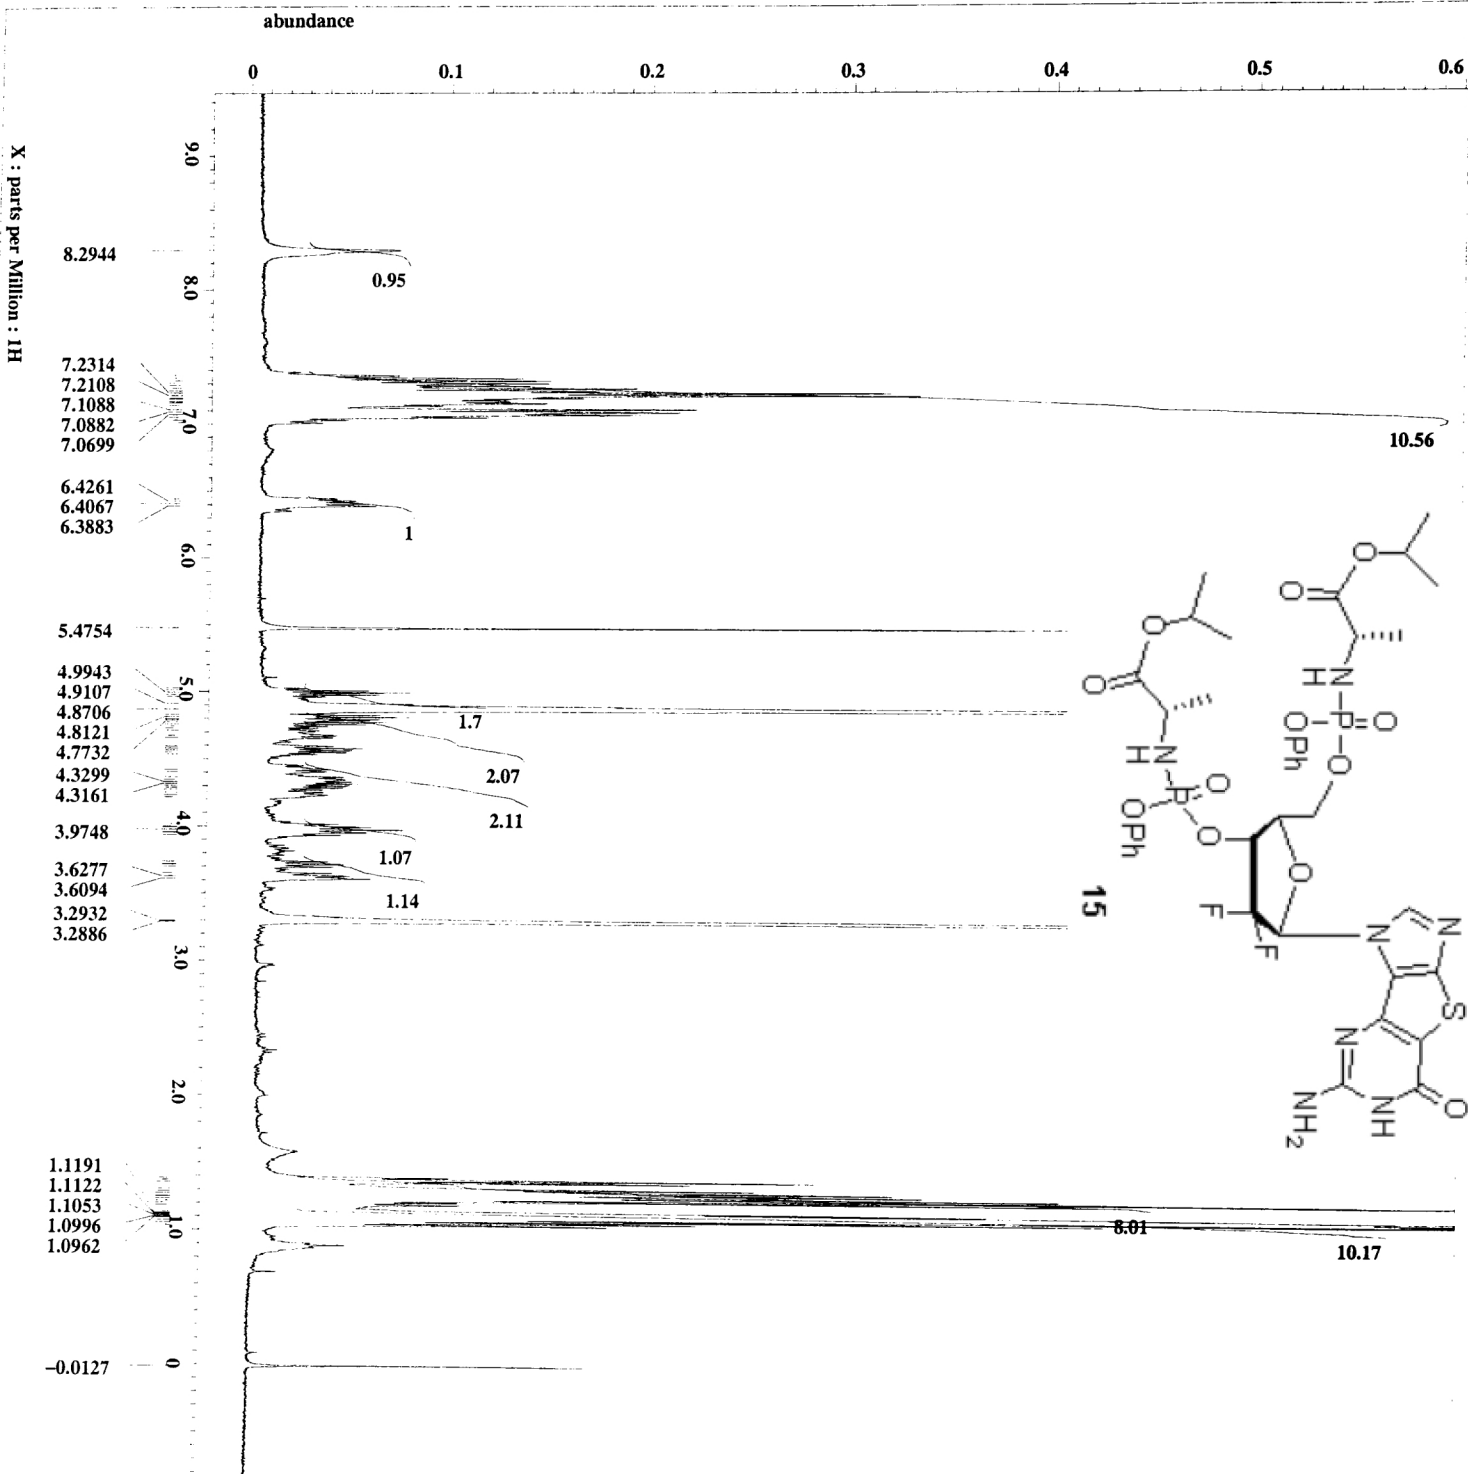 abundance
0 0.1 0.2 0.3 0.4 0.5 0.6
X : parts per Million : 1H
9.0
8.0
7.0
6.0
5.0
4.0
3.0
2.0
1.0
0
8.2944
7.2314
7.2108
7.1088
7.0882
7.0699
6.4261
6.4067
6.3883
5.4754
4.9943
4.9107
4.8706
4.8121
4.7732
4.3299
4.3161
3.9748
3.6277
3.6094
3.2932
3.2886
1.1191
1.1122
1.1053
1.0996
1.0962
-0.0127
0.95
10.56
1
1.7
2.07
2.11
1.07
1.14
8.01
10.17
O
O
N
H
P
O
OPh
O
O
O
N
H
P
O
OPh
O
O
F
F
N
N
S
N
NH
O
NH2
15